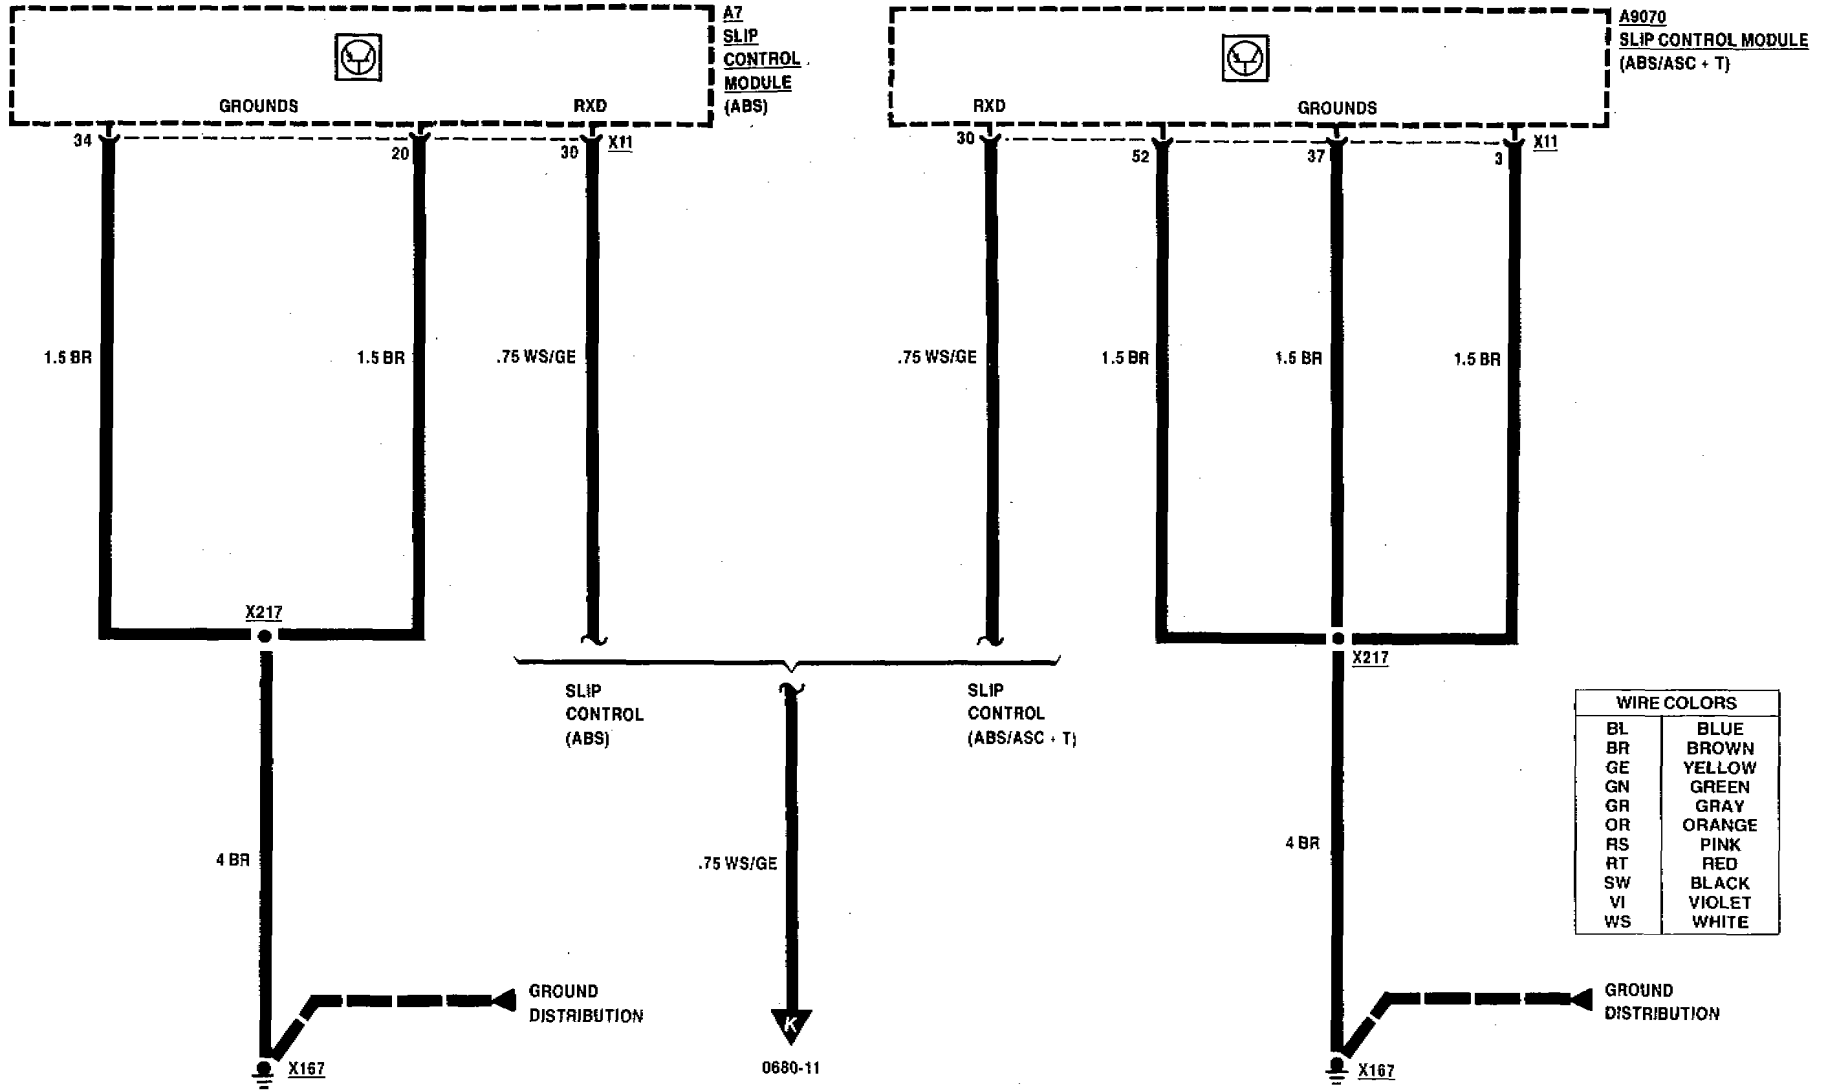 A7
SLIP
CONTROL
MODULE
(ABS)
GROUNDS
RXD
34
20
30
X11
A9070
SLIP CONTROL MODULE
(ABS/ASC + T)
RXD
GROUNDS
30
52
37
3
X11
1.5 BR
1.5 BR
.75 WS/GE
.75 WS/GE
1.5 BR
1.5 BR
1.5 BR
X217
X217
SLIP
CONTROL
(ABS)
SLIP
CONTROL
(ABS/ASC + T)
4 BR
.75 WS/GE
4 BR
WIRE COLORS
BL BLUE
BR BROWN
GE YELLOW
GN GREEN
GR GRAY
OR ORANGE
RS PINK
RT RED
SW BLACK
VI VIOLET
WS WHITE
GROUND
DISTRIBUTION
X167
K
0680-11
GROUND
DISTRIBUTION
X167